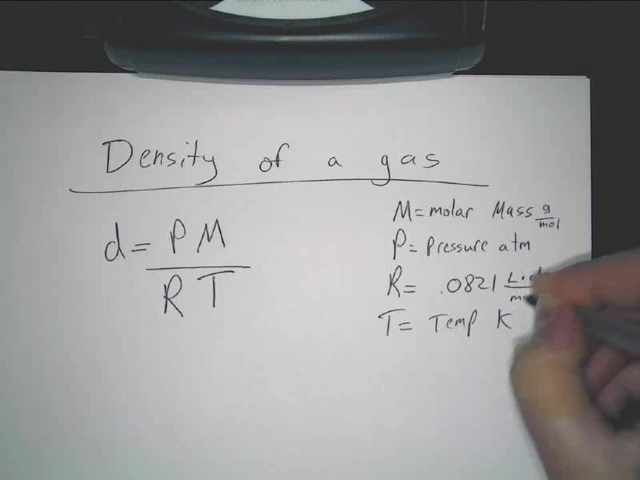 Density of a gas
d = PM / RT
M = molar Mass g/mol
P = Pressure atm
R = .0821
T = Temp K